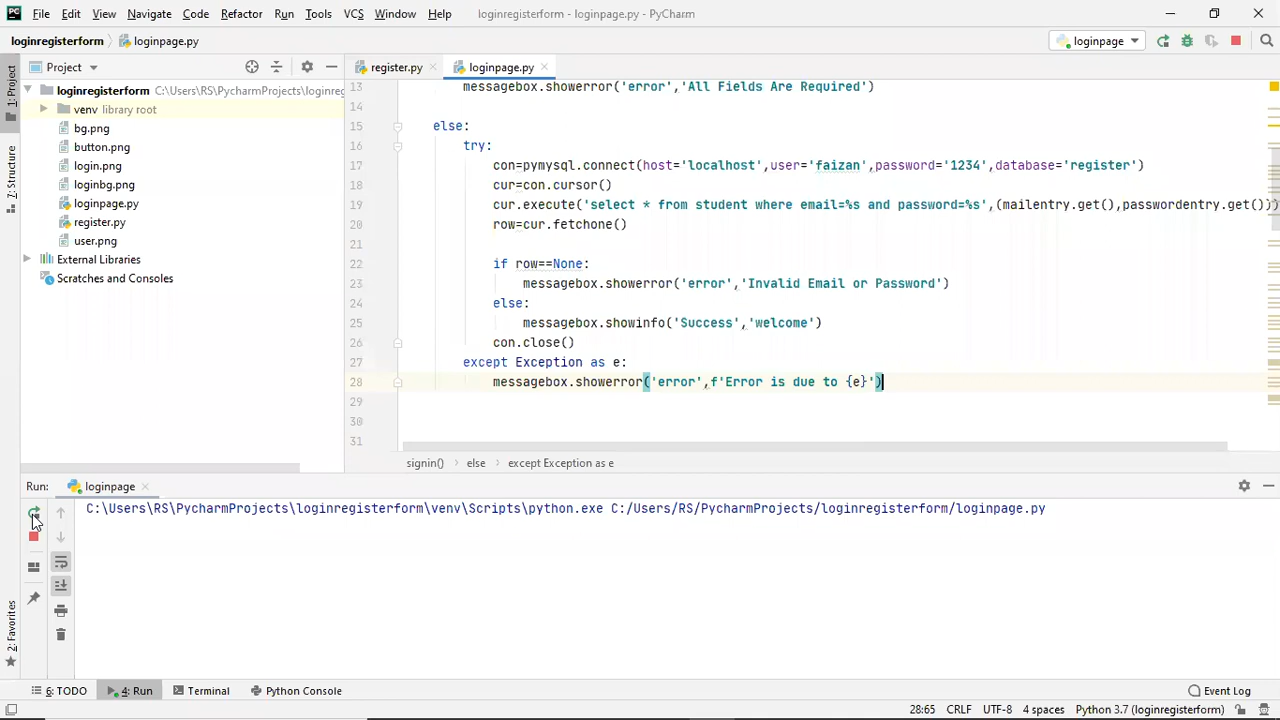 PC File Edit View Navigate Code Refactor Run Tools VCS Window Help loginregisterform - loginpage.py - PyCharm
loginregisterform loginpage.py loginpage
1: Project
Project
register.py loginpage.py
loginregisterform C:\Users\RS\PycharmProjects\loginreg
venv library root
bg.png
button.png
login.png
loginbg.png
loginpage.py
register.py
user.png
External Libraries
Scratches and Consoles
7: Structure
13 messagebox.showerror('error','All Fields Are Required')
14
15 else:
16 try:
17 con=pymysql.connect(host='localhost',user='faizan',password='1234',database='register')
18 cur=con.cursor()
19 cur.execute('select * from student where email=%s and password=%s',(mailentry.get(),passwordentry.get()))
20 row=cur.fetchone()
21
22 if row==None:
23 messagebox.showerror('error','Invalid Email or Password')
24 else:
25 messagebox.showinfo('Success','welcome')
26 con.close()
27 except Exception as e:
28 messagebox.showerror('error',f'Error is due to {e}')
29
30
31
signin() else except Exception as e
Run: loginpage
C:\Users\RS\PycharmProjects\loginregisterform\venv\Scripts\python.exe C:/Users/RS/PycharmProjects/loginregisterform/loginpage.py
2: Favorites
6: TODO 4: Run Terminal Python Console Event Log
28:65 CRLF UTF-8 4 spaces Python 3.7 (loginregisterform)